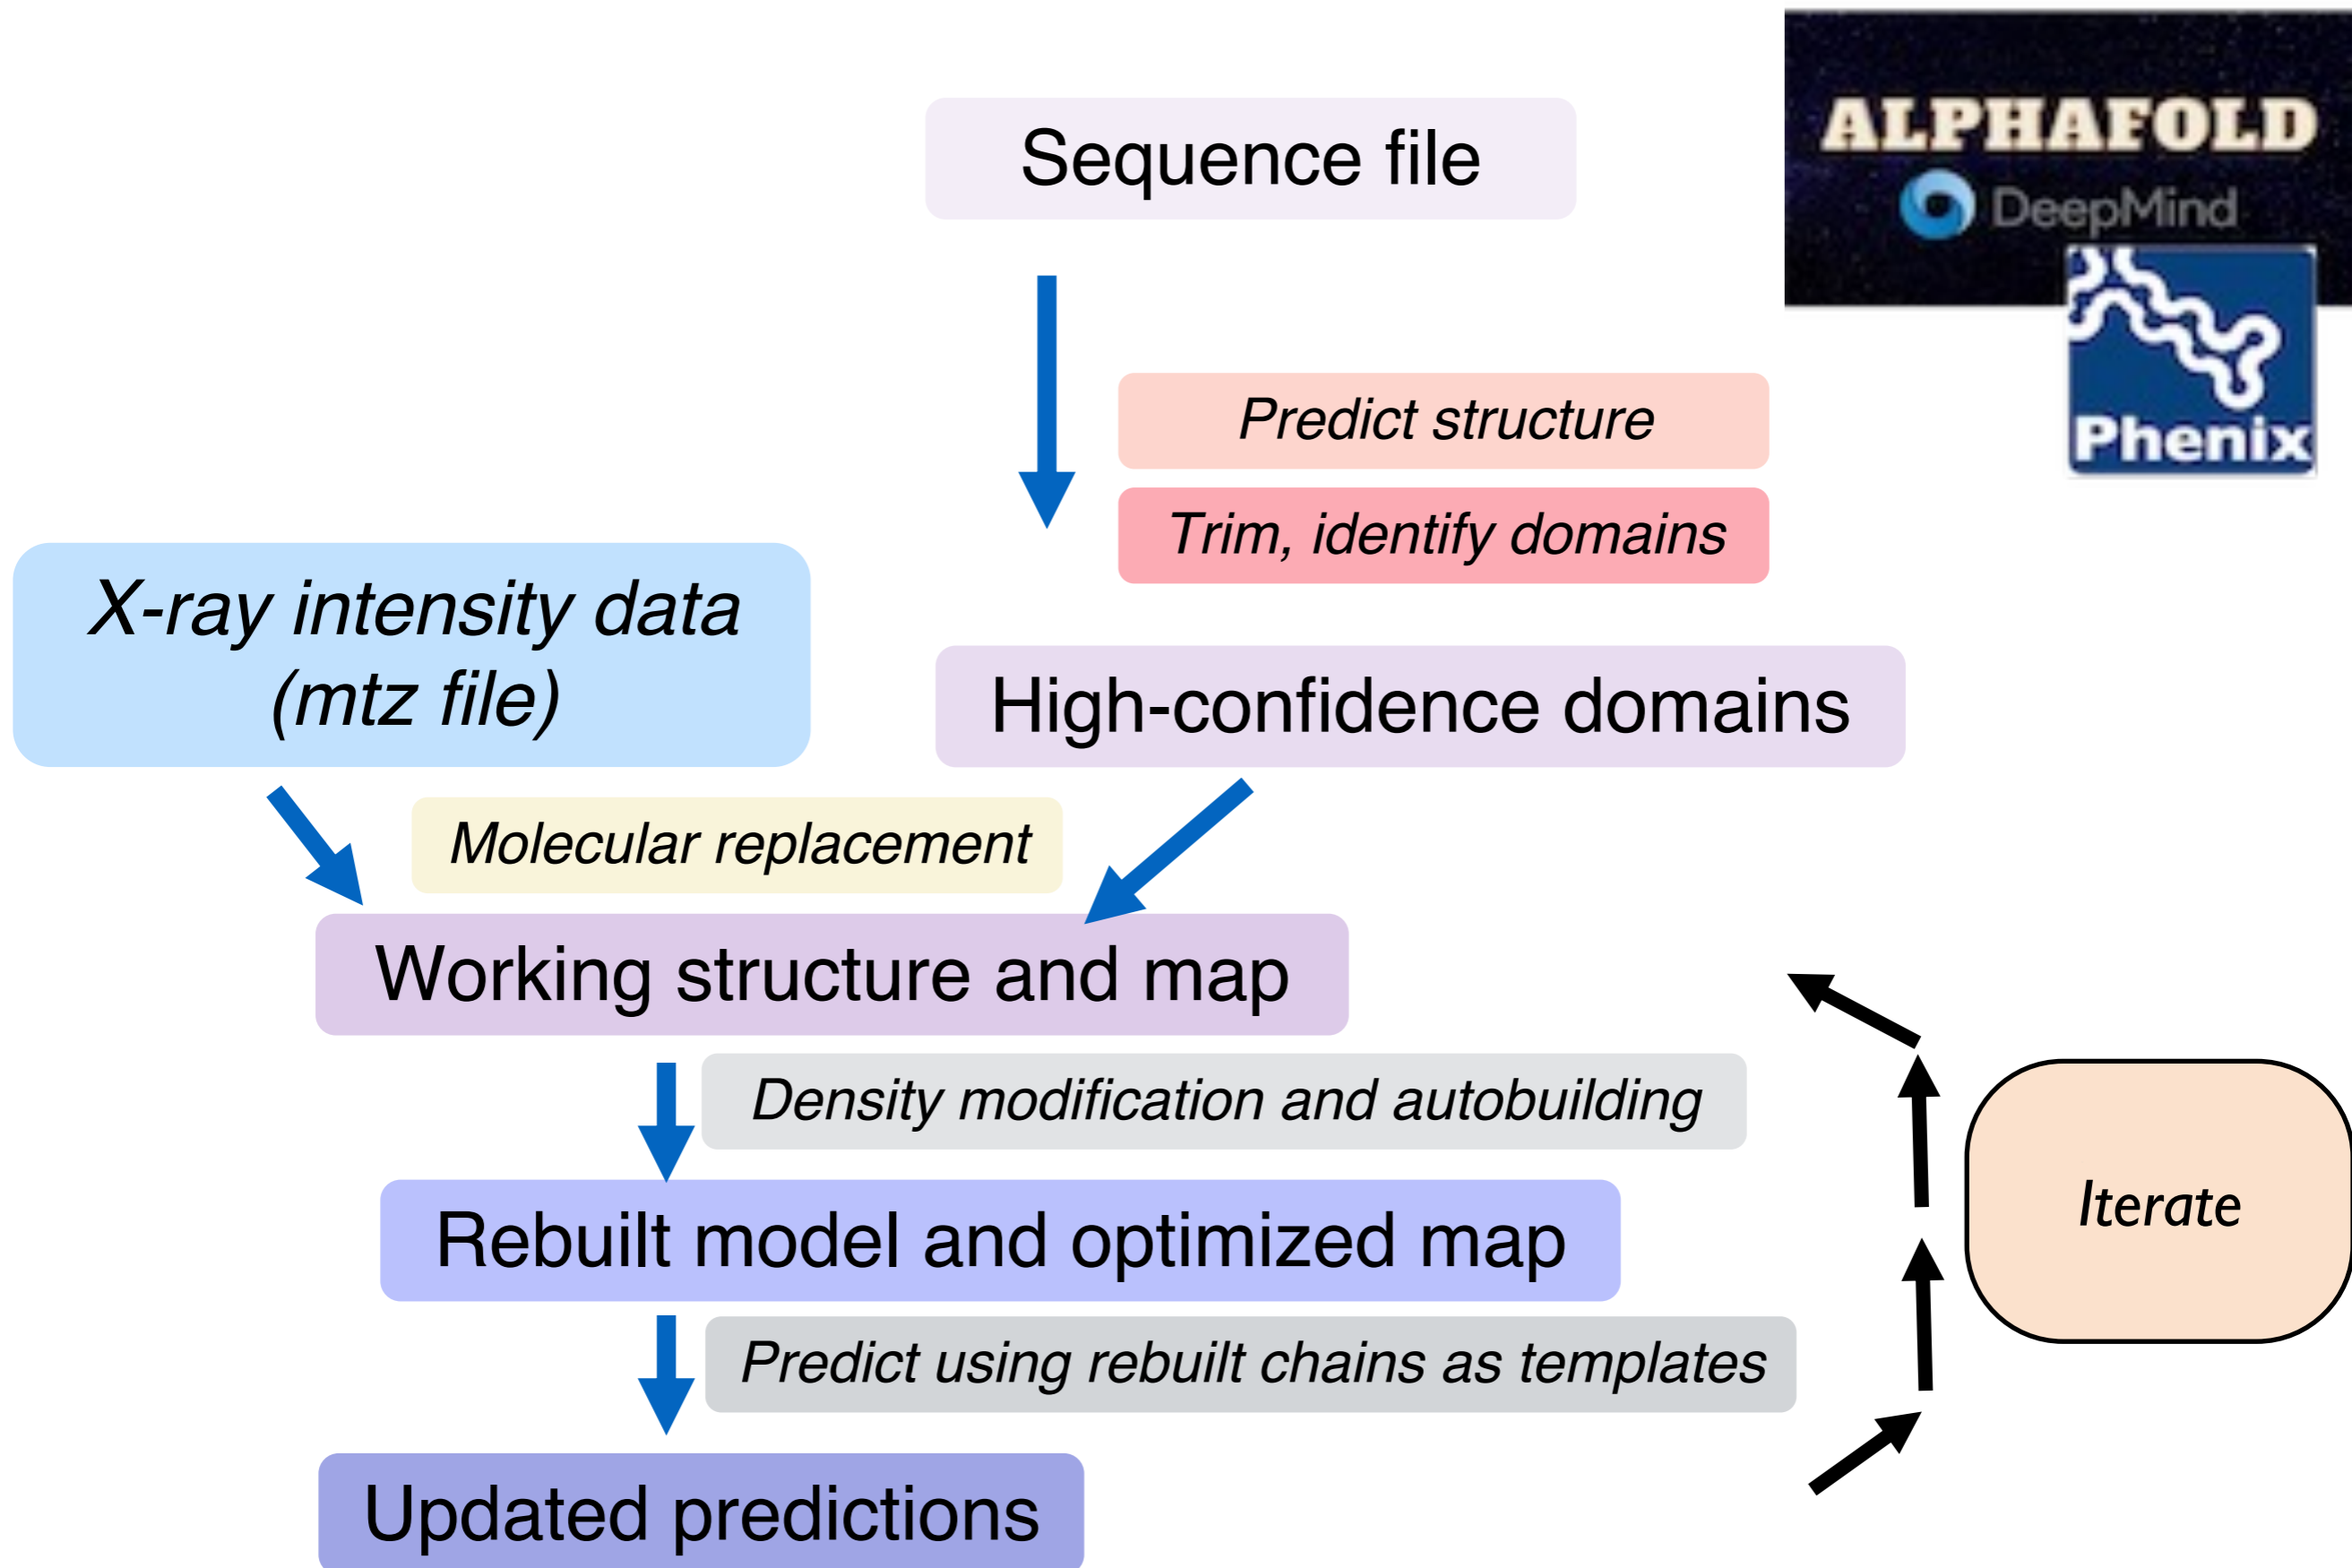 Sequence file
ALPHAFOLD
DeepMind
Phenix
Predict structure
Trim, identify domains
X-ray intensity data
(mtz file)
High-confidence domains
Molecular replacement
Working structure and map
Density modification and autobuilding
Rebuilt model and optimized map
Iterate
Predict using rebuilt chains as templates
Updated predictions